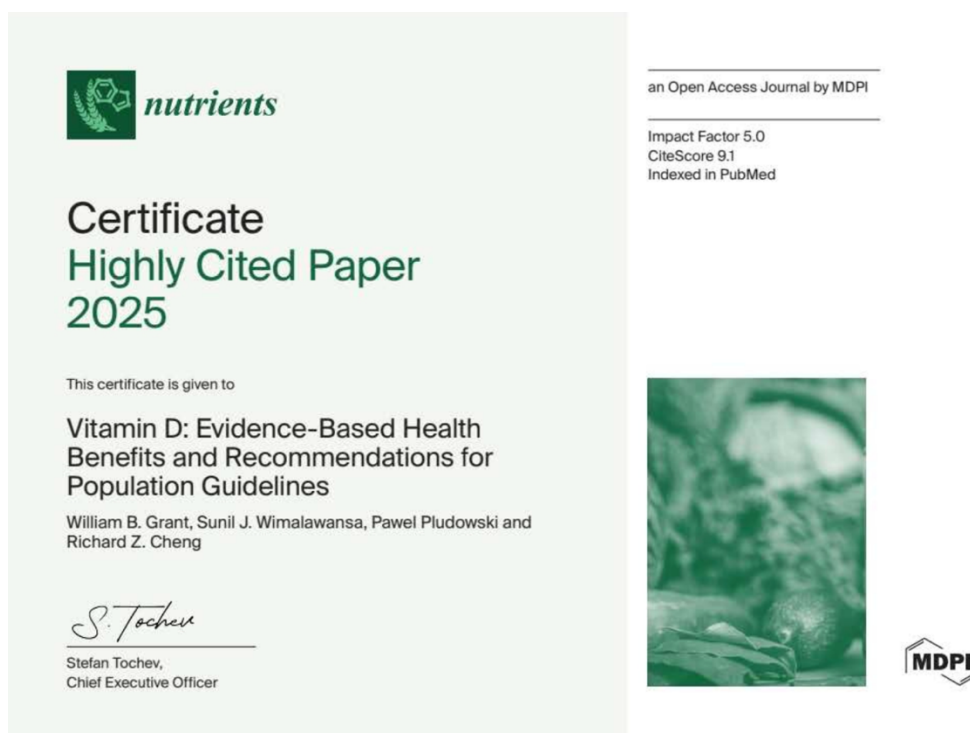 nutrients
Certificate
Highly Cited Paper
2025
This certificate is given to
Vitamin D: Evidence-Based Health
Benefits and Recommendations for
Population Guidelines
William B. Grant, Sunil J. Wimalawansa, Pawel Pludowski and
Richard Z. Cheng
S. Tochev
Stefan Tochev,
Chief Executive Officer
an Open Access Journal by MDPI
Impact Factor 5.0
CiteScore 9.1
Indexed in PubMed
MDPI